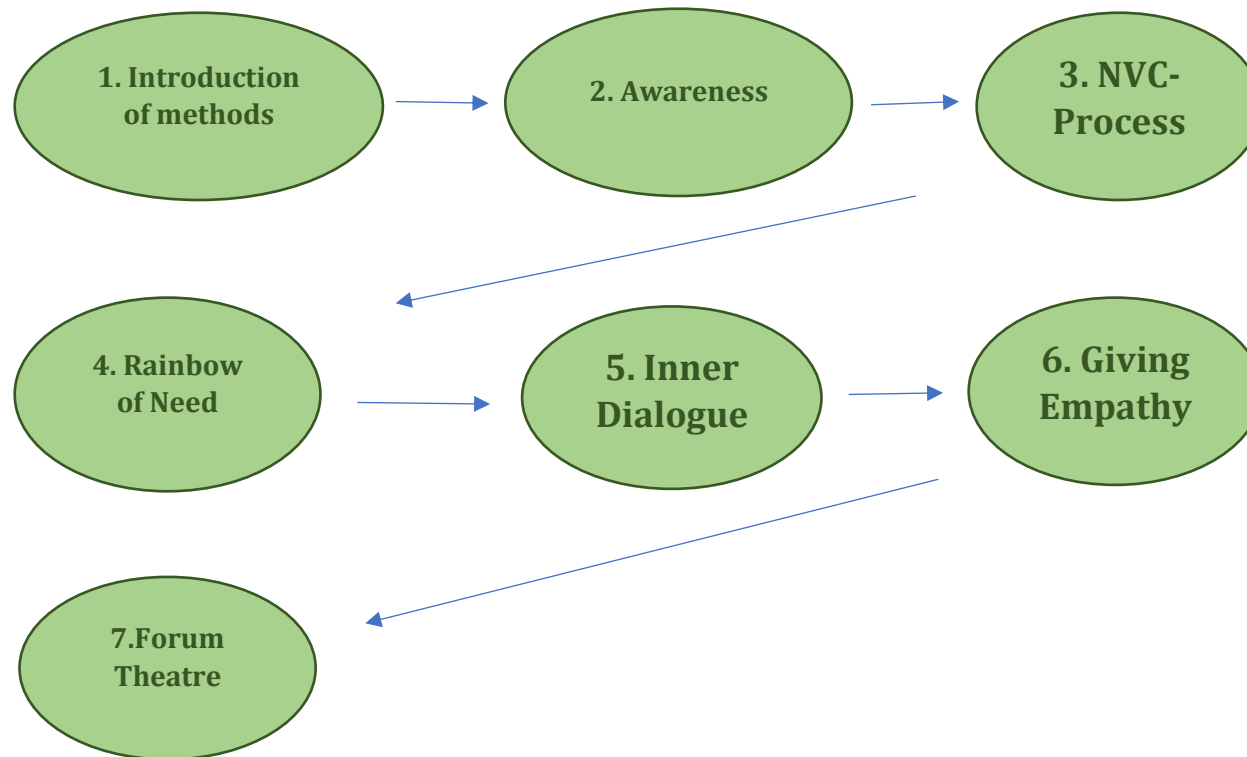 1. Introduction
of methods
2. Awareness
3. NVC-
Process
4. Rainbow
of Need
5. Inner
Dialogue
6. Giving
Empathy
7.Forum
Theatre